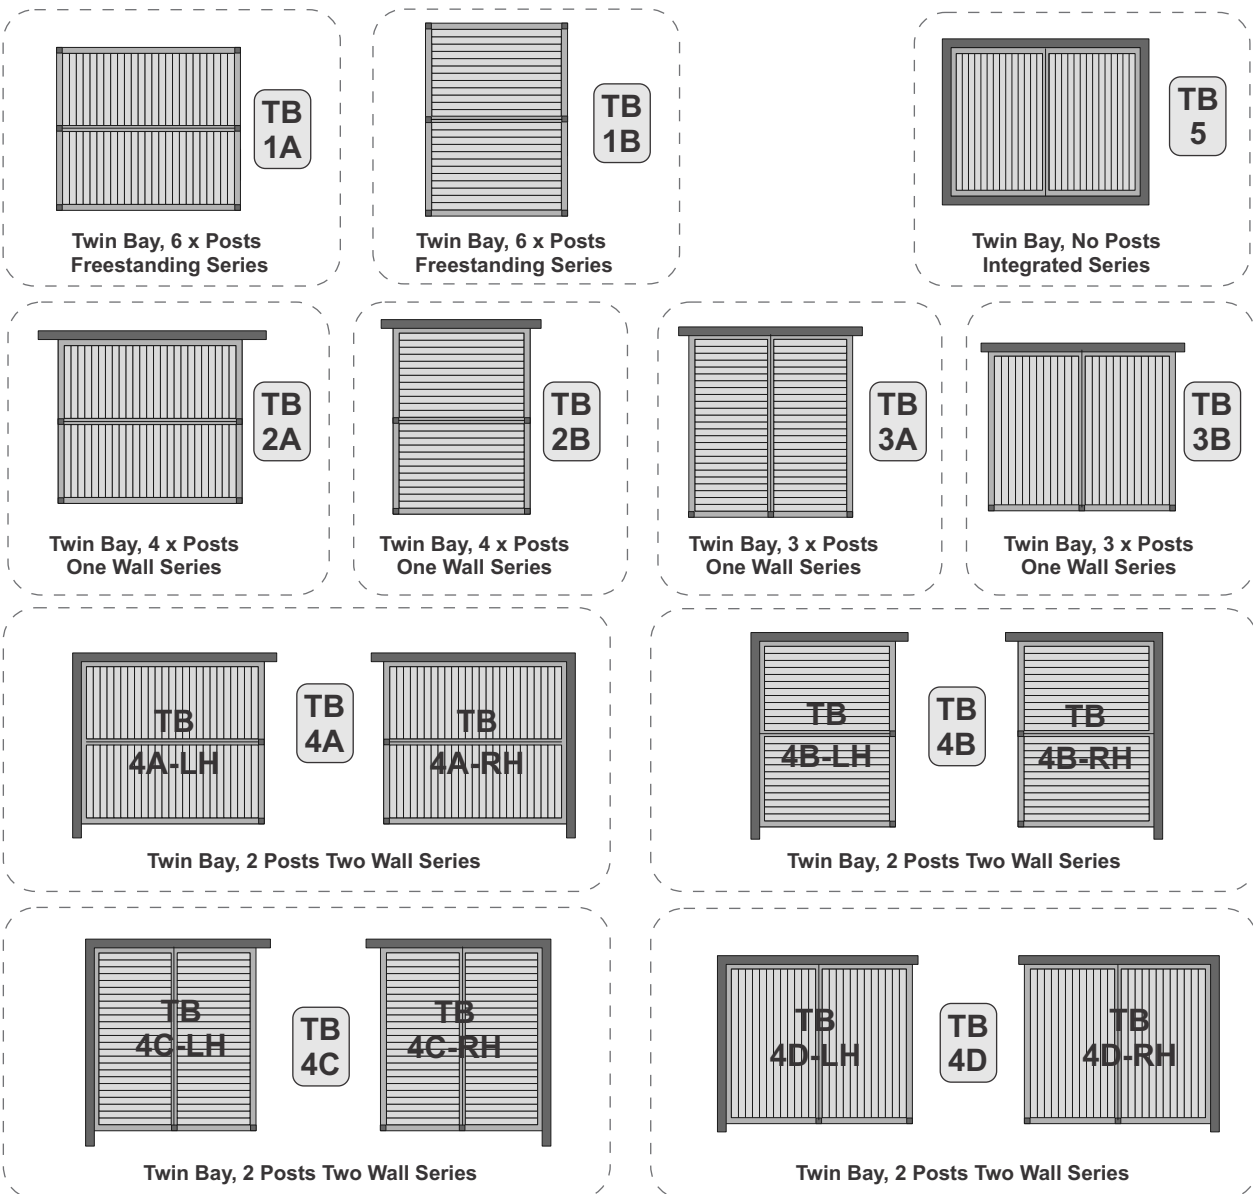 TB
1A
Twin Bay, 6 x Posts
Freestanding Series
TB
1B
Twin Bay, 6 x Posts
Freestanding Series
TB
5
Twin Bay, No Posts
Integrated Series
TB
2A
Twin Bay, 4 x Posts
One Wall Series
TB
2B
Twin Bay, 4 x Posts
One Wall Series
TB
3A
Twin Bay, 3 x Posts
One Wall Series
TB
3B
Twin Bay, 3 x Posts
One Wall Series
TB
4A-LH
TB
4A
TB
4A-RH
Twin Bay, 2 Posts Two Wall Series
TB
4B-LH
TB
4B
TB
4B-RH
Twin Bay, 2 Posts Two Wall Series
TB
4C-LH
TB
4C
TB
4C-RH
Twin Bay, 2 Posts Two Wall Series
TB
4D-LH
TB
4D
TB
4D-RH
Twin Bay, 2 Posts Two Wall Series